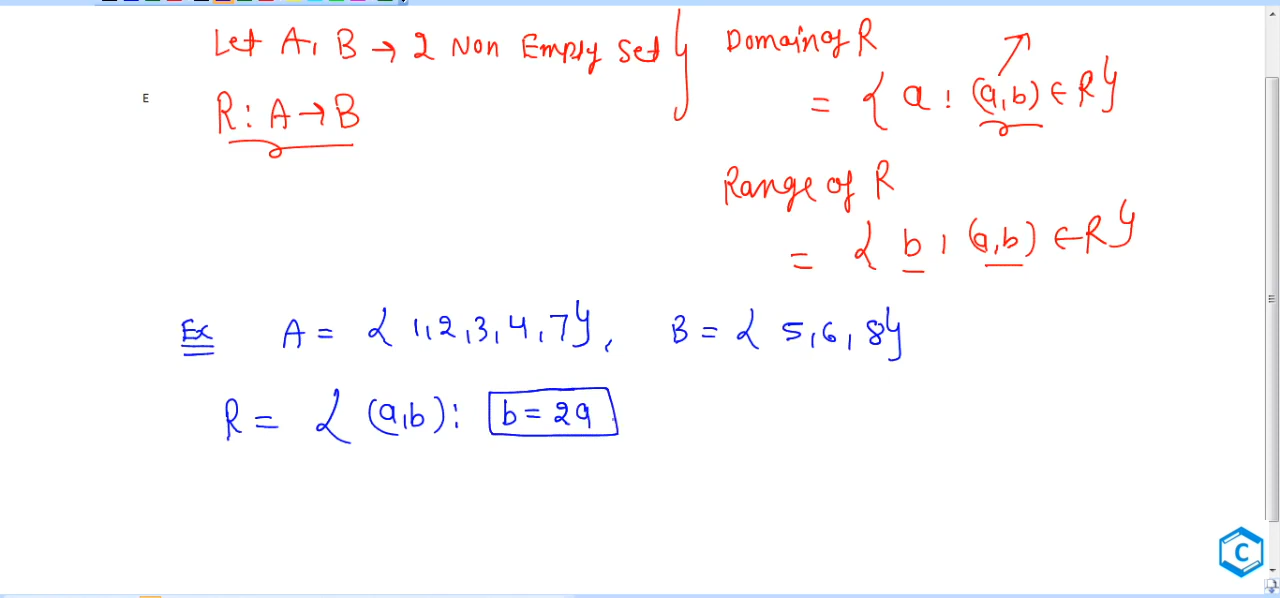 Let A, B → 2 Non Empty Set}
R: A → B
E
Domain of R
= { a : (a,b) ∈ R}
Range of R
= { b : (a,b) ∈ R}
Ex A = { 1,2,3,4,7}, B = { 5,6,8}
R = { (a,b): b = 2a
C